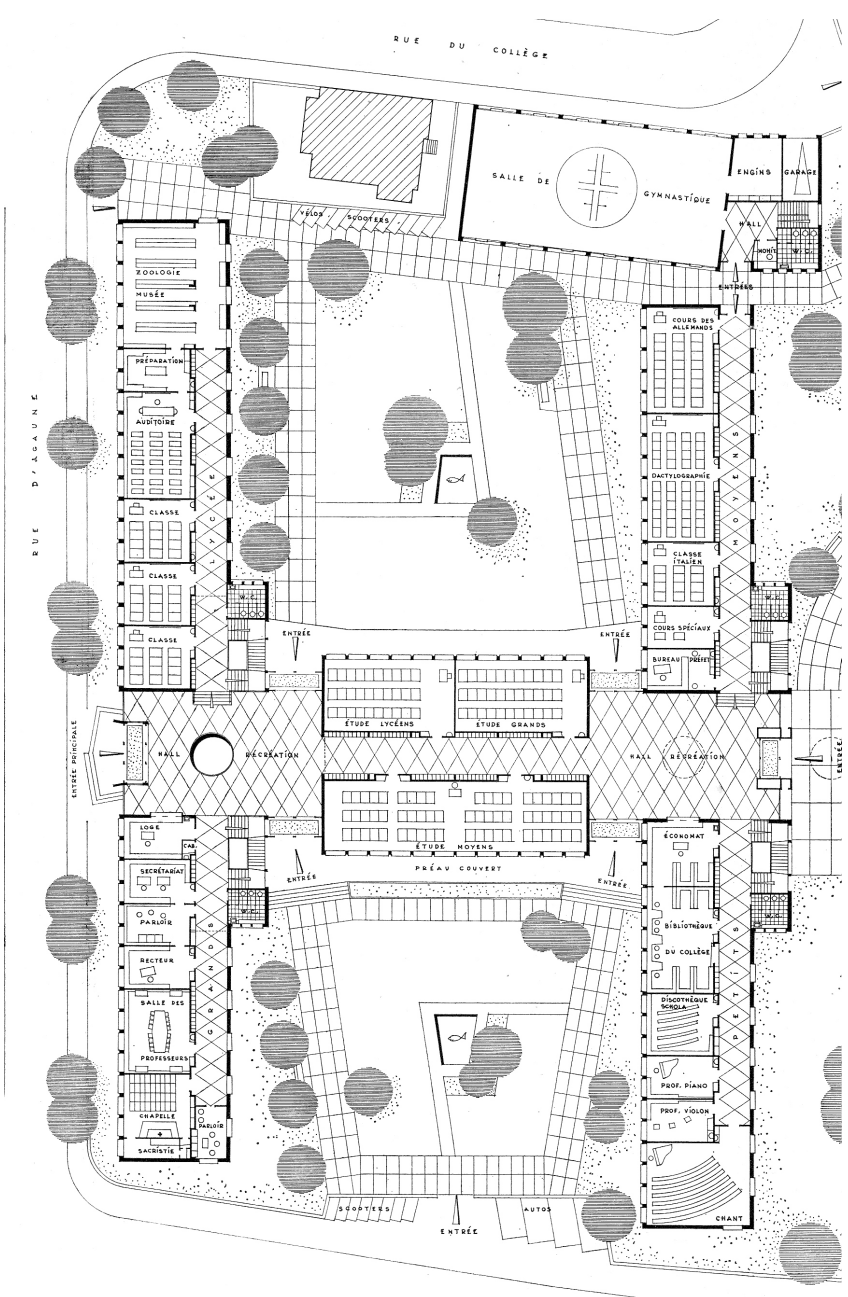 RUE DU COLLÈGE
SALLE DE GYMNASTIQUE
ENGINS
GARAGE
HALL
W.C.
VÉLOS SCOOTERS
ENTRÉES
ZOOLOGIE
MUSÉE
PRÉPARATION
AUDITOIRE
CLASSE
CLASSE
CLASSE
LYCÉE
W.C.
RUE D'AGAUNE
COURS DES
ALLEMANDS
DACTYLOGRAPHIE
CLASSE
ITALIEN
COURS SPÉCIAUX
BUREAU PRÉFET
MOYENS
W.C.
ENTRÉE
ENTRÉE
ÉTUDE LYCÉENS
ÉTUDE GRANDS
ENTRÉE PRINCIPALE
HALL RÉCRÉATION
HALL RÉCRÉATION
ENTRÉE
ÉTUDE MOYENS
PRÉAU COUVERT
ENTRÉE
ENTRÉE
LOGE
CAB.
SECRÉTARIAT
PARLOIR
RECTEUR
SALLE DES
PROFESSEURS
CHAPELLE
SACRISTIE
PARLOIR
GRANDS
W.C.
ÉCONOMAT
BIBLIOTHÈQUE
DU COLLÈGE
DISCOTHÈQUE
SCHOLA
PROF. PIANO
PROF. VIOLON
CHANT
PETITS
W.C.
SCOOTERS
ENTRÉE
AUTOS